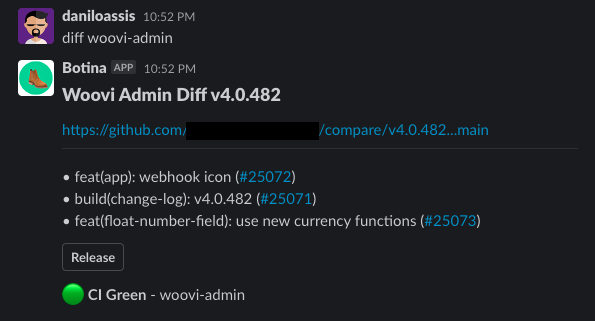 daniloassis 10:52 PM
diff woovi-admin
Botina APP 10:52 PM
Woovi Admin Diff v4.0.482
https://github.com/ /compare/v4.0.482...main
• feat(app): webhook icon (#25072)
• build(change-log): v4.0.482 (#25071)
• feat(float-number-field): use new currency functions (#25073)
Release
CI Green - woovi-admin